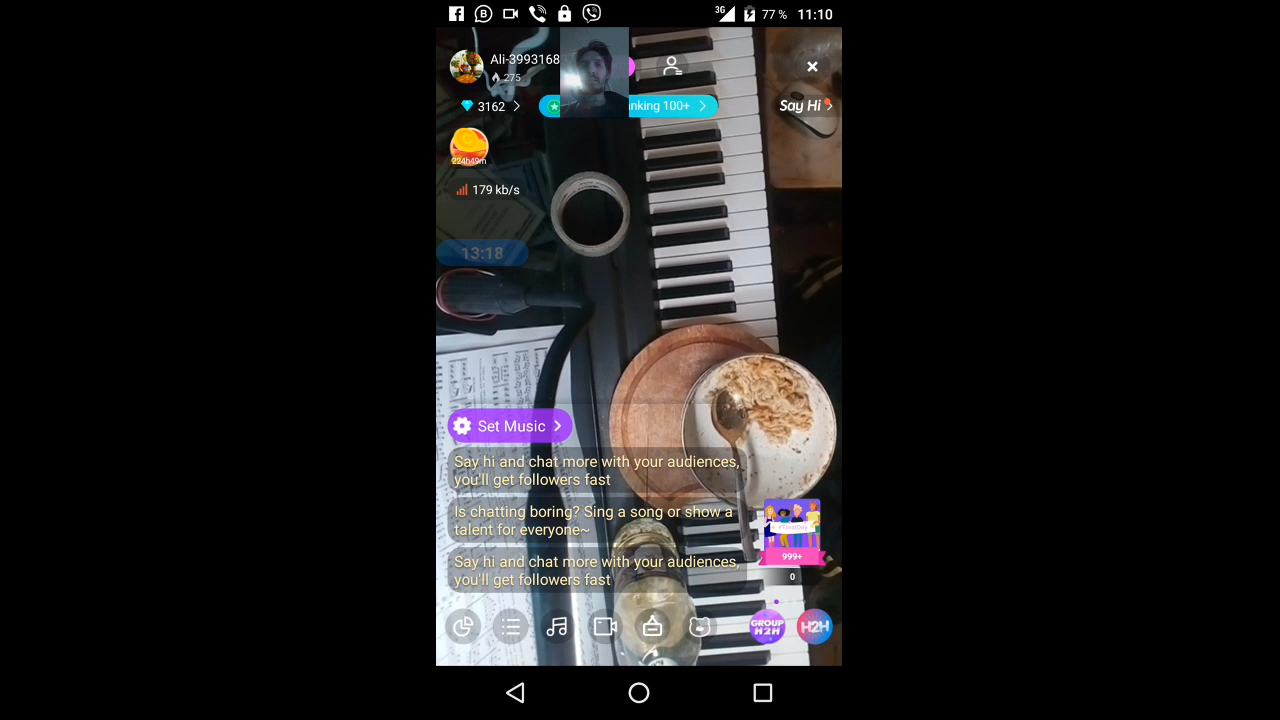 3G 77 % 11:10
Ali-3993168
275
3162
nking 100+
Say Hi
224h49m
179 kb/s
13:18
Set Music
Say hi and chat more with your audiences,
you'll get followers fast
Is chatting boring? Sing a song or show a
talent for everyone~
Say hi and chat more with your audiences,
you'll get followers fast
999+
0
GROUP
H2H
H2H